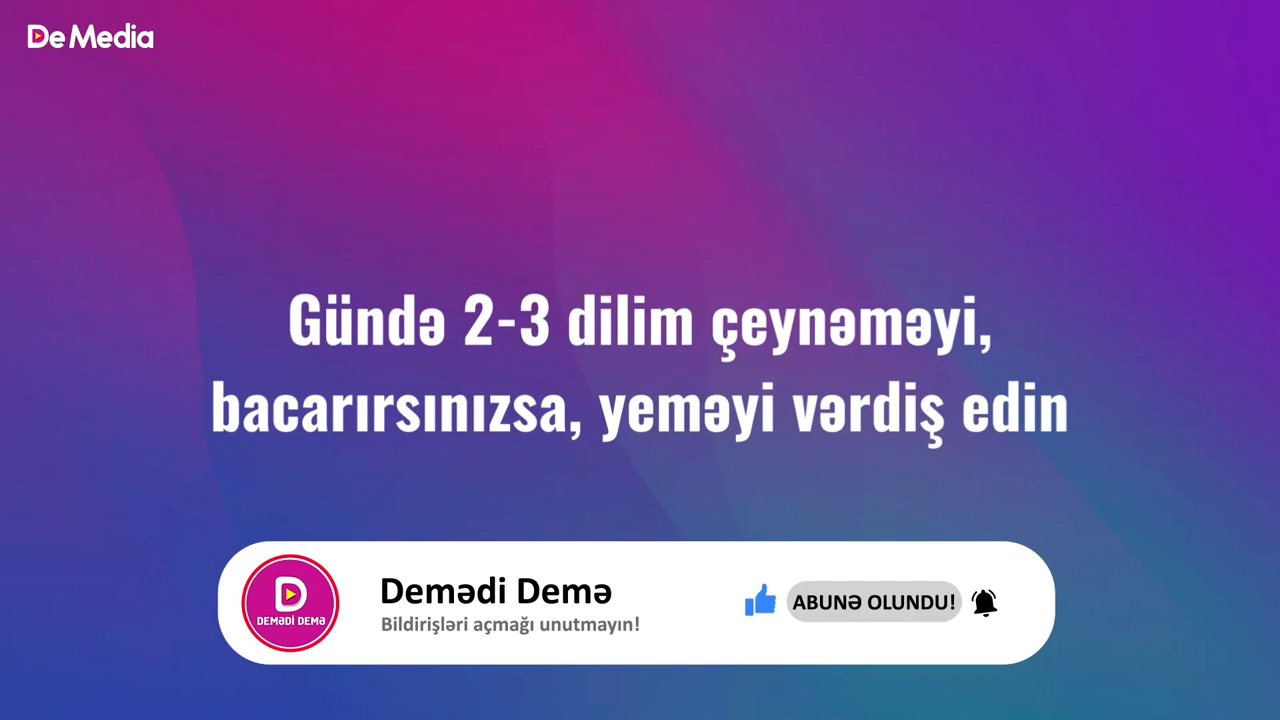 De Media
Gündə 2-3 dilim çeynəməyi,
bacarırsınızsa, yeməyi vərdiş edin
DEMƏDİ DEMƏ
Demədi Demə
Bildirişləri açmağı unutmayın!
ABUNƏ OLUNDU!